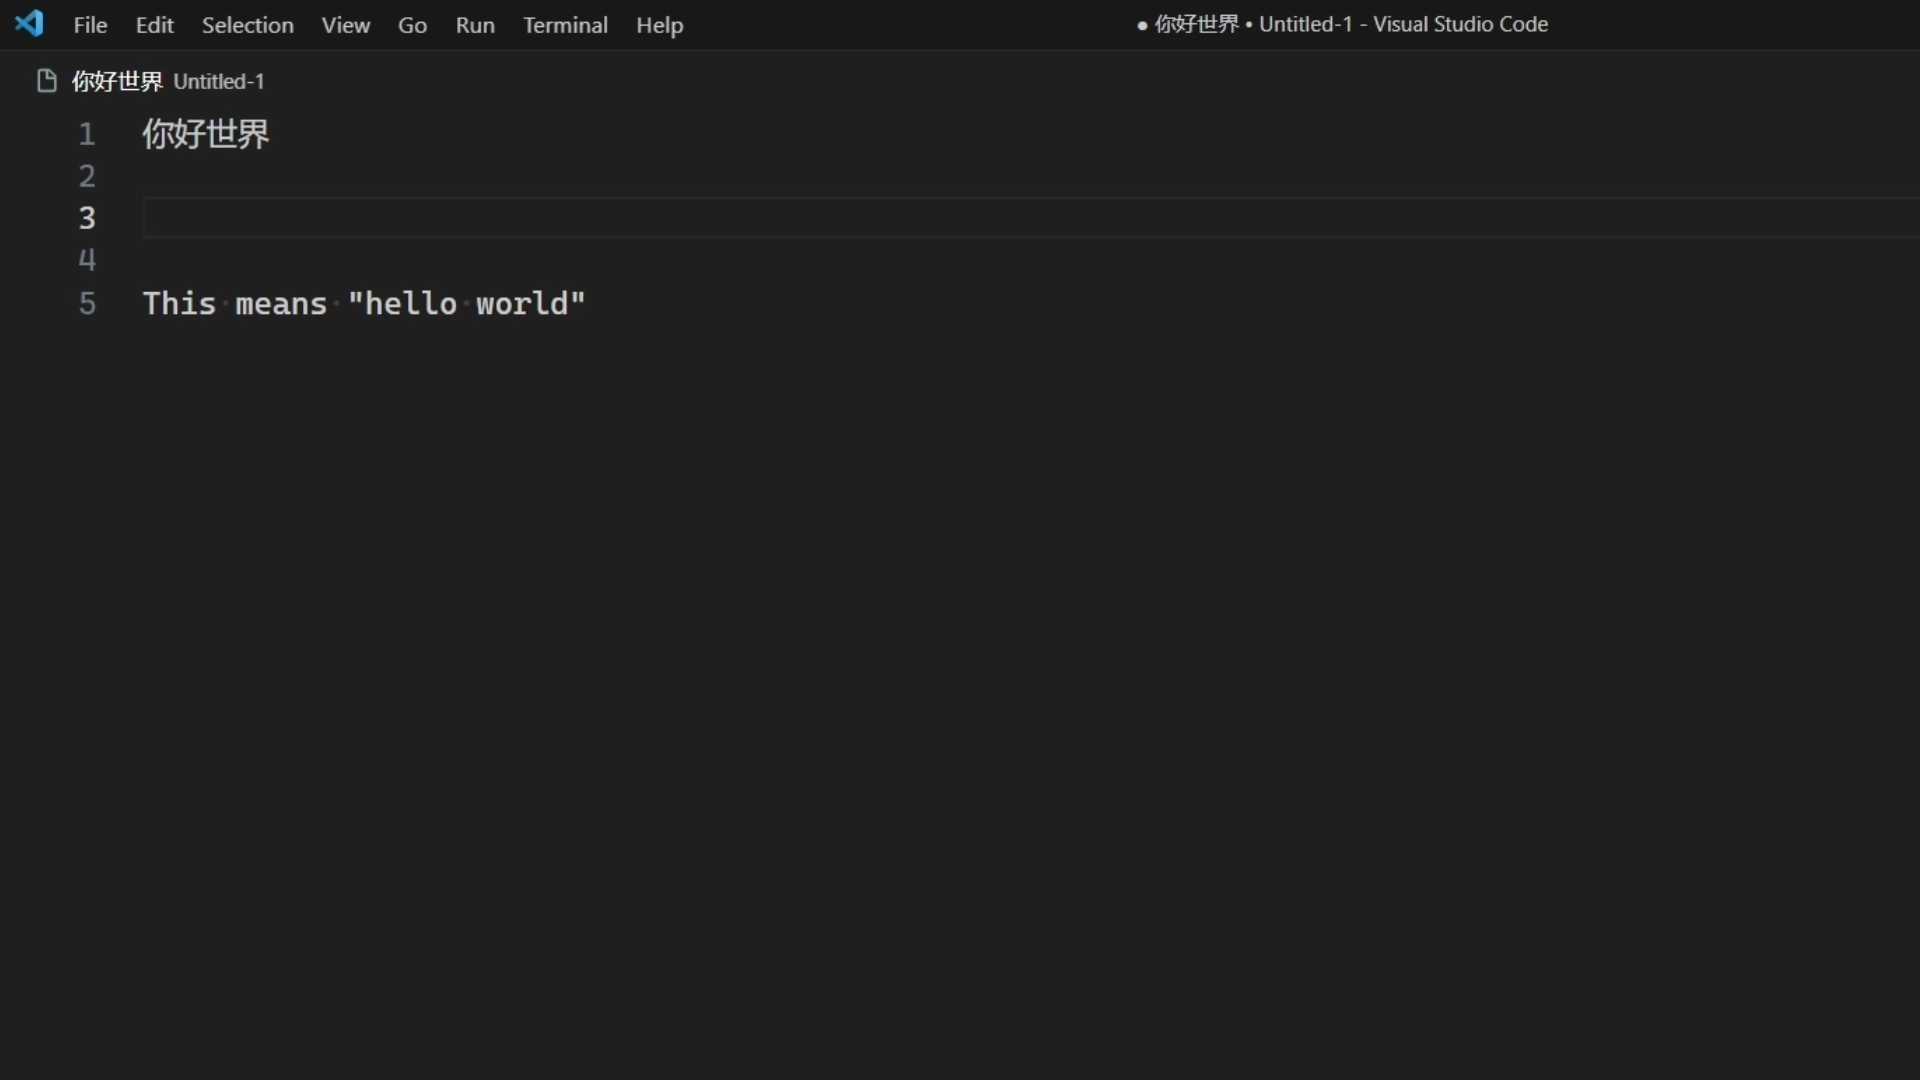 File Edit Selection View Go Run Terminal Help ● 你好世界 • Untitled-1 - Visual Studio Code
你好世界 Untitled-1
1 你好世界
2
3
4
5 This means "hello world"